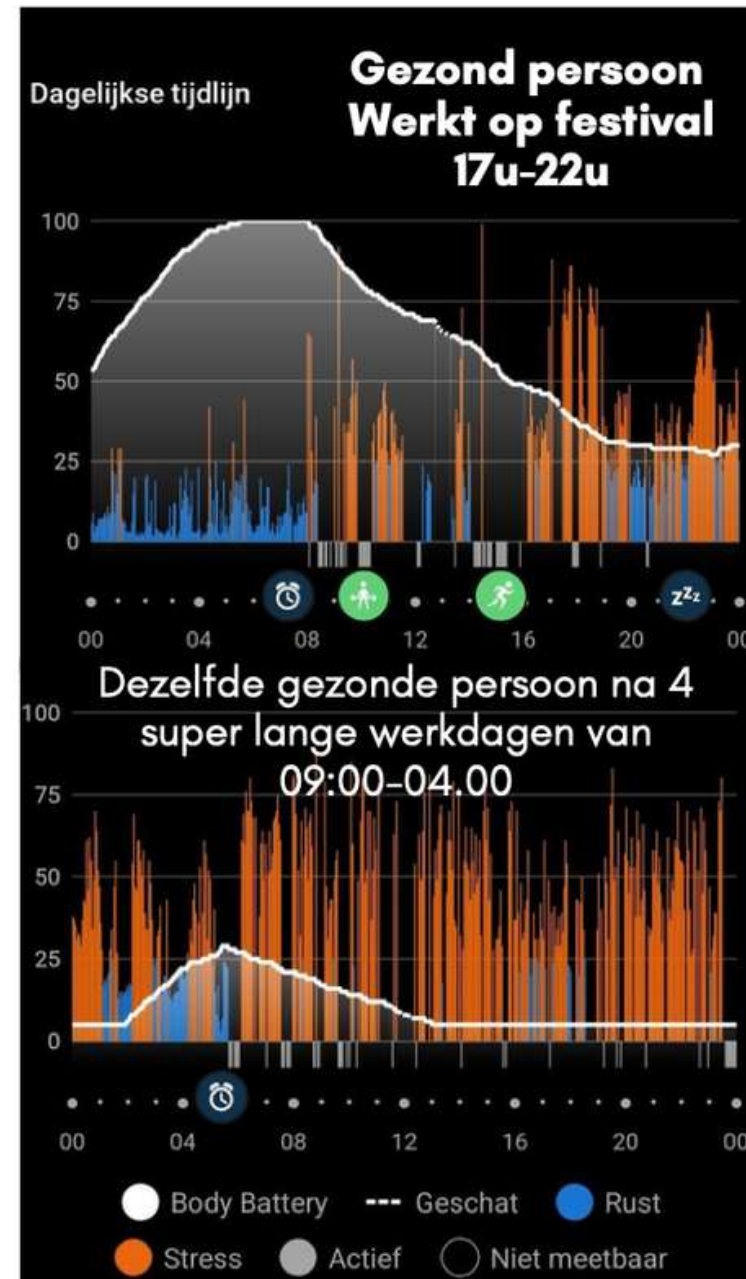 Dagelijkse tijdlijn
Gezond persoon
Werkt op festival
17u-22u
100
75
50
25
0
zzz
00 04 08 12 16 20 00
Dezelfde gezonde persoon na 4
super lange werkdagen van
09:00-04.00
100
75
50
25
0
00 04 08 12 16 20 00
Body Battery Geschat Rust
Stress Actief Niet meetbaar